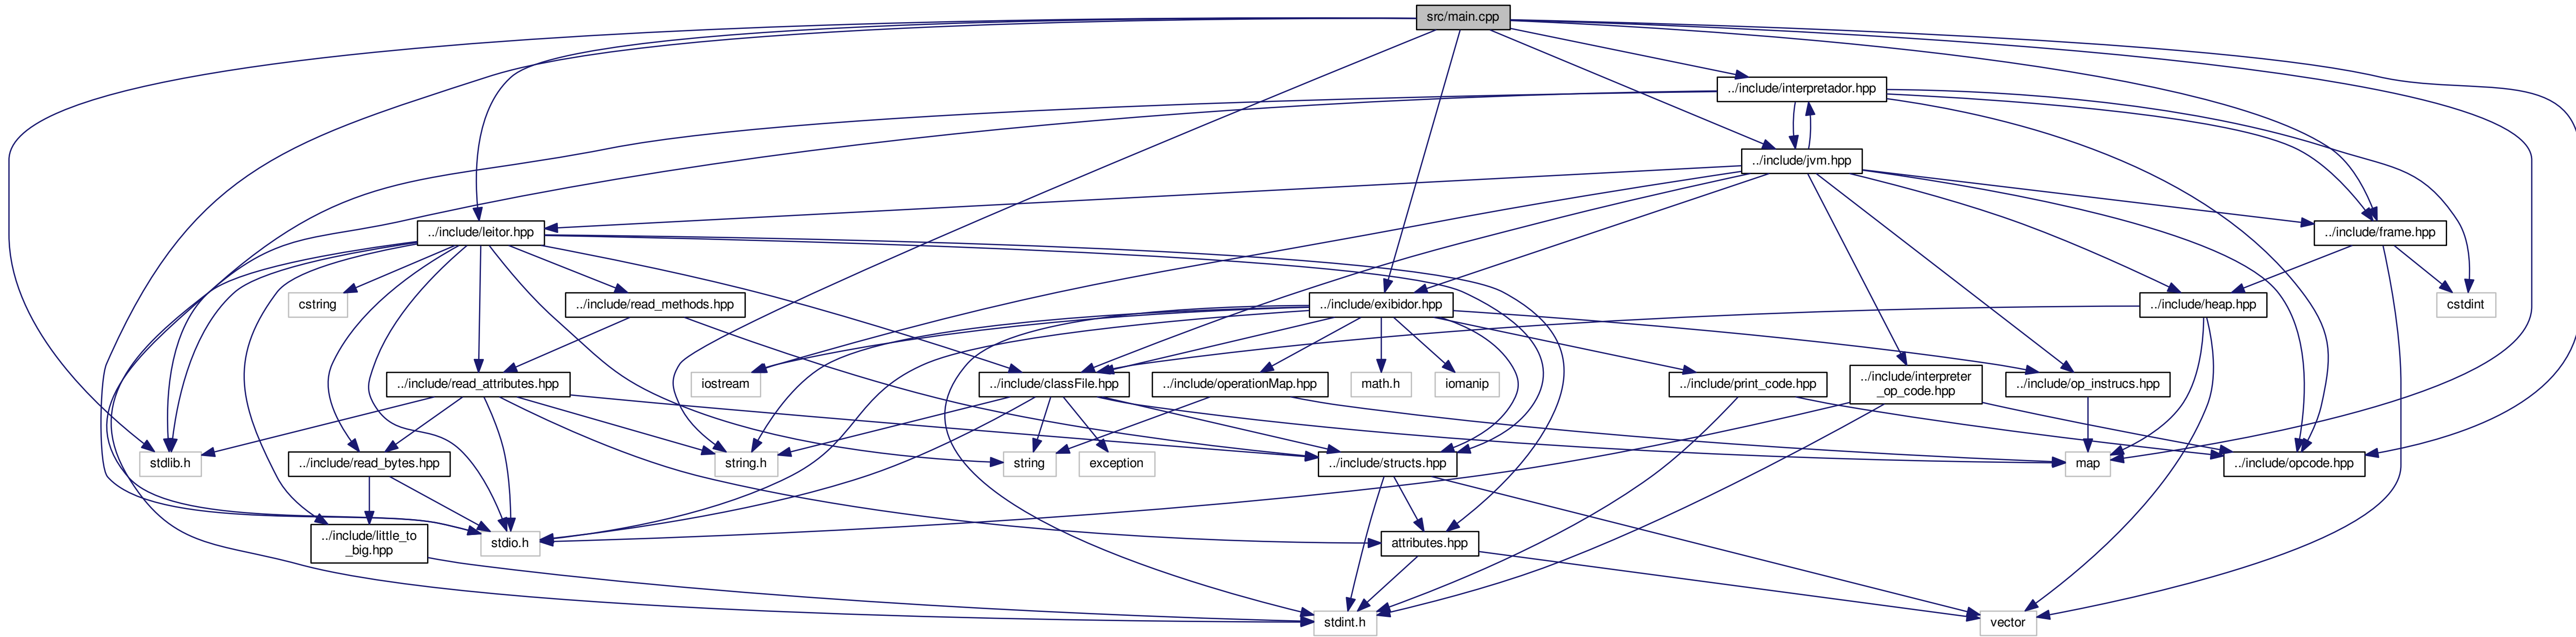 src/main.cpp
../include/interpretador.hpp
../include/jvm.hpp
../include/leitor.hpp
../include/frame.hpp
cstring
../include/read_methods.hpp
../include/exibidor.hpp
../include/heap.hpp
cstdint
../include/read_attributes.hpp
iostream
../include/classFile.hpp
../include/operationMap.hpp
math.h
iomanip
../include/print_code.hpp
../include/interpreter
_op_code.hpp
../include/op_instrucs.hpp
stdlib.h
../include/read_bytes.hpp
string.h
string
exception
../include/structs.hpp
map
../include/opcode.hpp
../include/little_to
_big.hpp
stdio.h
attributes.hpp
stdint.h
vector